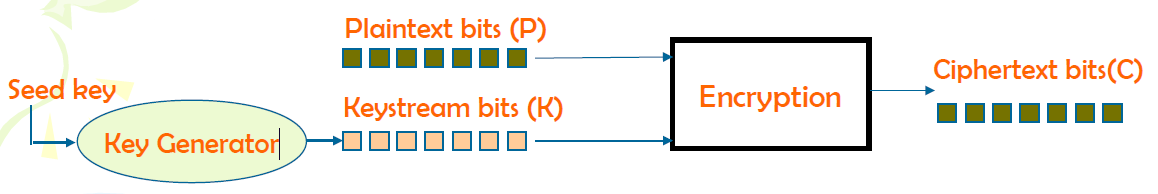 Plaintext bits (P)
Seed key
Key Generator
Keystream bits (K)
Encryption
Ciphertext bits(C)